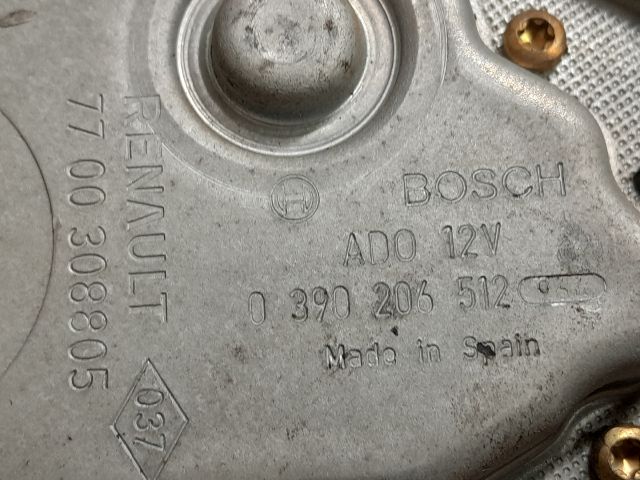 BOSCH
ADO 12V
0 390 206 512
Made in Spain
RENAULT
77 00 308805
037